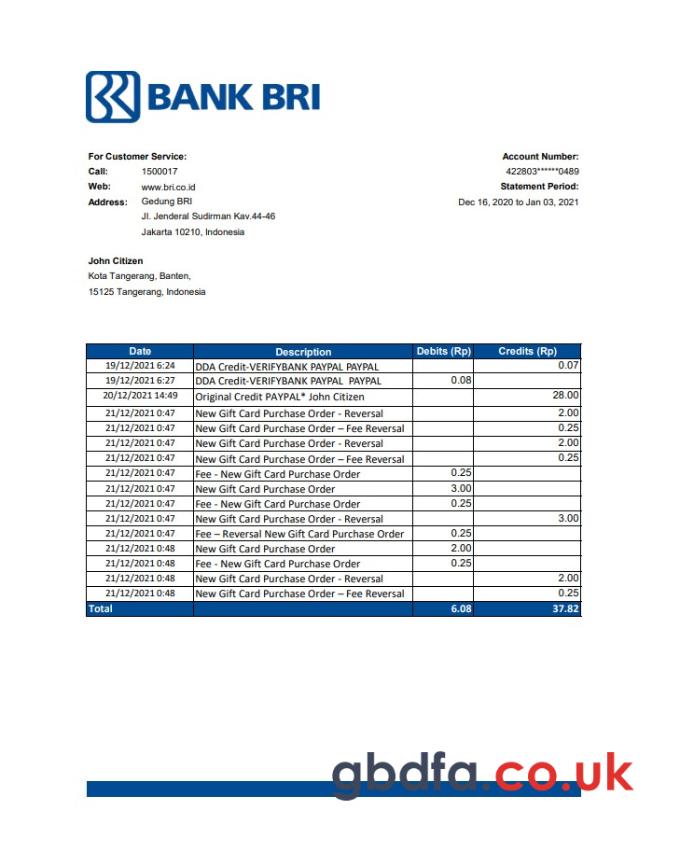 BANK BRI
For Customer Service:
Call: 1500017
Web: www.bri.co.id
Address: Gedung BRI
Jl. Jenderal Sudirman Kav.44-46
Jakarta 10210, Indonesia
Account Number:
422803******0489
Statement Period:
Dec 16, 2020 to Jan 03, 2021
John Citizen
Kota Tangerang, Banten,
15125 Tangerang, Indonesia
Date Description Debits (Rp) Credits (Rp)
19/12/2021 6:24 DDA Credit-VERIFYBANK PAYPAL PAYPAL 0.07
19/12/2021 6:27 DDA Credit-VERIFYBANK PAYPAL PAYPAL 0.08
20/12/2021 14:49 Original Credit PAYPAL* John Citizen 28.00
21/12/2021 0:47 New Gift Card Purchase Order - Reversal 2.00
21/12/2021 0:47 New Gift Card Purchase Order – Fee Reversal 0.25
21/12/2021 0:47 New Gift Card Purchase Order - Reversal 2.00
21/12/2021 0:47 New Gift Card Purchase Order – Fee Reversal 0.25
21/12/2021 0:47 Fee - New Gift Card Purchase Order 0.25
21/12/2021 0:47 New Gift Card Purchase Order 3.00
21/12/2021 0:47 Fee - New Gift Card Purchase Order 0.25
21/12/2021 0:47 New Gift Card Purchase Order - Reversal 3.00
21/12/2021 0:47 Fee – Reversal New Gift Card Purchase Order 0.25
21/12/2021 0:48 New Gift Card Purchase Order 2.00
21/12/2021 0:48 Fee - New Gift Card Purchase Order 0.25
21/12/2021 0:48 New Gift Card Purchase Order - Reversal 2.00
21/12/2021 0:48 New Gift Card Purchase Order – Fee Reversal 0.25
Total 6.08 37.82
gbdfa.co.uk